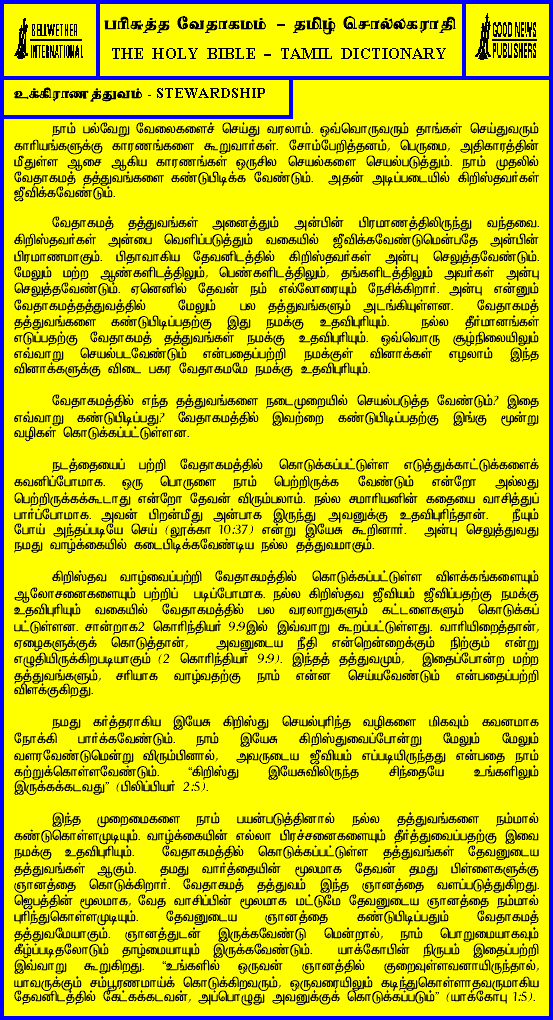 BELLWETHER
INTERNATIONAL
பரிசுத்த வேதாகமம் – தமிழ் சொல்லகராதி
THE HOLY BIBLE – TAMIL DICTIONARY
GOOD NEWS
PUBLISHERS
உக்கிராணத்துவம் - STEWARDSHIP
நாம் பல்வேறு வேலைகளைச் செய்து வரலாம். ஒவ்வொருவரும் தாங்கள் செய்துவரும்
காரியங்களுக்கு காரணங்களை கூறுவார்கள். சோம்பேறித்தனம், பெருமை, அதிகாரத்தின்
மீதுள்ள ஆசை ஆகிய காரணங்கள் ஒருசில செயல்களை செயல்படுத்தும். நாம் முதலில்
வேதாகமத் தத்துவங்களை கண்டுபிடிக்க வேண்டும். அதன் அடிப்படையில் கிறிஸ்தவர்கள்
ஜீவிக்கவேண்டும்.
வேதாகமத் தத்துவங்கள் அனைத்தும் அன்பின் பிரமாணத்திலிருந்து வந்தவை.
கிறிஸ்தவர்கள் அன்பை வெளிப்படுத்தும் வகையில் ஜீவிக்கவேண்டுமென்பதே அன்பின்
பிரமாணமாகும். பிதாவாகிய தேவனிடத்தில் கிறிஸ்தவர்கள் அன்பு செலுத்தவேண்டும்.
மேலும் மற்ற ஆண்களிடத்திலும், பெண்களிடத்திலும், தங்களிடத்திலும் அவர்கள் அன்பு
செலுத்தவேண்டும். ஏனெனில் தேவன் நம் எல்லோரையும் நேசிக்கிறார். அன்பு என்னும்
வேதாகமத்தத்துவத்தில் மேலும் பல தத்துவங்களும் அடங்கியுள்ளன. வேதாகமத்
தத்துவங்களை கண்டுபிடிப்பதற்கு இது நமக்கு உதவிபுரியும். நல்ல தீர்மானங்கள்
எடுப்பதற்கு வேதாகமத் தத்துவங்கள் நமக்கு உதவிபுரியும். ஒவ்வொரு சூழ்நிலையிலும்
எவ்வாறு செயல்படவேண்டும் என்பதைப்பற்றி நமக்குள் வினாக்கள் எழலாம் இந்த
வினாக்களுக்கு விடை பகர வேதாகமமே நமக்கு உதவிபுரியும்.
வேதாகமத்தில் எந்த தத்துவங்களை நடைமுறையில் செயல்படுத்த வேண்டும்? இதை
எவ்வாறு கண்டுபிடிப்பது? வேதாகமத்தில் இவற்றை கண்டுபிடிப்பதற்கு இங்கு மூன்று
வழிகள் கொடுக்கப்பட்டுள்ளன.
நடத்தையைப் பற்றி வேதாகமத்தில் கொடுக்கப்பட்டுள்ள எடுத்துக்காட்டுக்களைக்
கவனிப்போமாக. ஒரு பொருளை நாம் பெற்றிருக்க வேண்டும் என்றோ அல்லது
பெற்றிருக்கக்கூடாது என்றோ தேவன் விரும்பலாம். நல்ல சமாரியனின் கதையை வாசித்துப்
பார்ப்போமாக. அவன் பிறன்மீது அன்பாக இருந்து அவனுக்கு உதவிபுரிந்தான். நீயும்
போய் அந்தப்படியே செய் (லூக்கா 10:37) என்று இயேசு கூறினார். அன்பு செலுத்துவது
நமது வாழ்க்கையில் கடைபிடிக்கவேண்டிய நல்ல தத்துவமாகும்.
கிறிஸ்தவ வாழ்வைப்பற்றி வேதாகமத்தில் கொடுக்கப்பட்டுள்ள விளக்கங்களையும்
ஆலோசனைகளையும் பற்றிப் படிப்போமாக. நல்ல கிறிஸ்தவ ஜீவியம் ஜீவிப்பதற்கு நமக்கு
உதவிபுரியும் வகையில் வேதாகமத்தில் பல வரலாறுகளும் கட்டளைகளும் கொடுக்கப்
பட்டுள்ளன. சான்றாக2 கொரிந்தியர் 9:9இல் இவ்வாறு கூறப்பட்டுள்ளது. வாரியிறைத்தான்,
ஏழைகளுக்குக் கொடுத்தான், அவனுடைய நீதி என்றென்றைக்கும் நிற்கும் என்று
எழுதியிருக்கிறபடியாகும் (2 கொரிந்தியர் 9:9). இந்தத் தத்துவமும், இதைப்போன்ற மற்ற
தத்துவங்களும், சரியாக வாழ்வதற்கு நாம் என்ன செய்யவேண்டும் என்பதைப்பற்றி
விளக்குகிறது.
நமது கர்த்தராகிய இயேசு கிறிஸ்து செயல்புரிந்த வழிகளை மிகவும் கவனமாக
நோக்கி பார்க்கவேண்டும். நாம் இயேசு கிறிஸ்துவைப்போன்று மேலும் மேலும்
வளரவேண்டுமென்று விரும்பினால், அவருடைய ஜீவியம் எப்படியிருந்தது என்பதை நாம்
கற்றுக்கொள்ளவேண்டும். “கிறிஸ்து இயேசுவிலிருந்த சிந்தையே உங்களிலும்
இருக்கக்கடவது” (பிலிப்பியர் 2:5).
இந்த முறைமைகளை நாம் பயன்படுத்தினால் நல்ல தத்துவங்களை நம்மால்
கண்டுகொள்ளமுடியும். வாழ்க்கையின் எல்லா பிரச்சனைகளையும் தீர்த்துவைப்பதற்கு இவை
நமக்கு உதவிபுரியும். வேதாகமத்தில் கொடுக்கப்பட்டுள்ள தத்துவங்கள் தேவனுடைய
தத்துவங்கள் ஆகும். தமது வார்த்தையின் மூலமாக தேவன் தமது பிள்ளைகளுக்கு
ஞானத்தை கொடுக்கிறார். வேதாகமத் தத்துவம் இந்த ஞானத்தை வளப்படுத்துகிறது.
ஜெபத்தின் மூலமாக, வேத வாசிப்பின் மூலமாக மட்டுமே தேவனுடைய ஞானத்தை நம்மால்
புரிந்துகொள்ளமுடியும். தேவனுடைய ஞானத்தை கண்டுபிடிப்பதும் வேதாகமத்
தத்துவமேயாகும். ஞானத்துடன் இருக்கவேண்டு மென்றால், நாம் பொறுமையாகவும்
கீழ்ப்படிதலோடும் தாழ்மையாயும் இருக்கவேண்டும். யாக்கோபின் நிருபம் இதைப்பற்றி
இவ்வாறு கூறுகிறது. “உங்களில் ஒருவன் ஞானத்தில் குறைவுள்ளவனாயிருந்தால்,
யாவருக்கும் சம்பூரணமாய்க் கொடுக்கிறவரும், ஒருவரையும் கடிந்துகொள்ளாதவருமாகிய
தேவனிடத்தில் கேட்கக்கடவன், அப்பொழுது அவனுக்குக் கொடுக்கப்படும்” (யாக்கோபு 1:5).